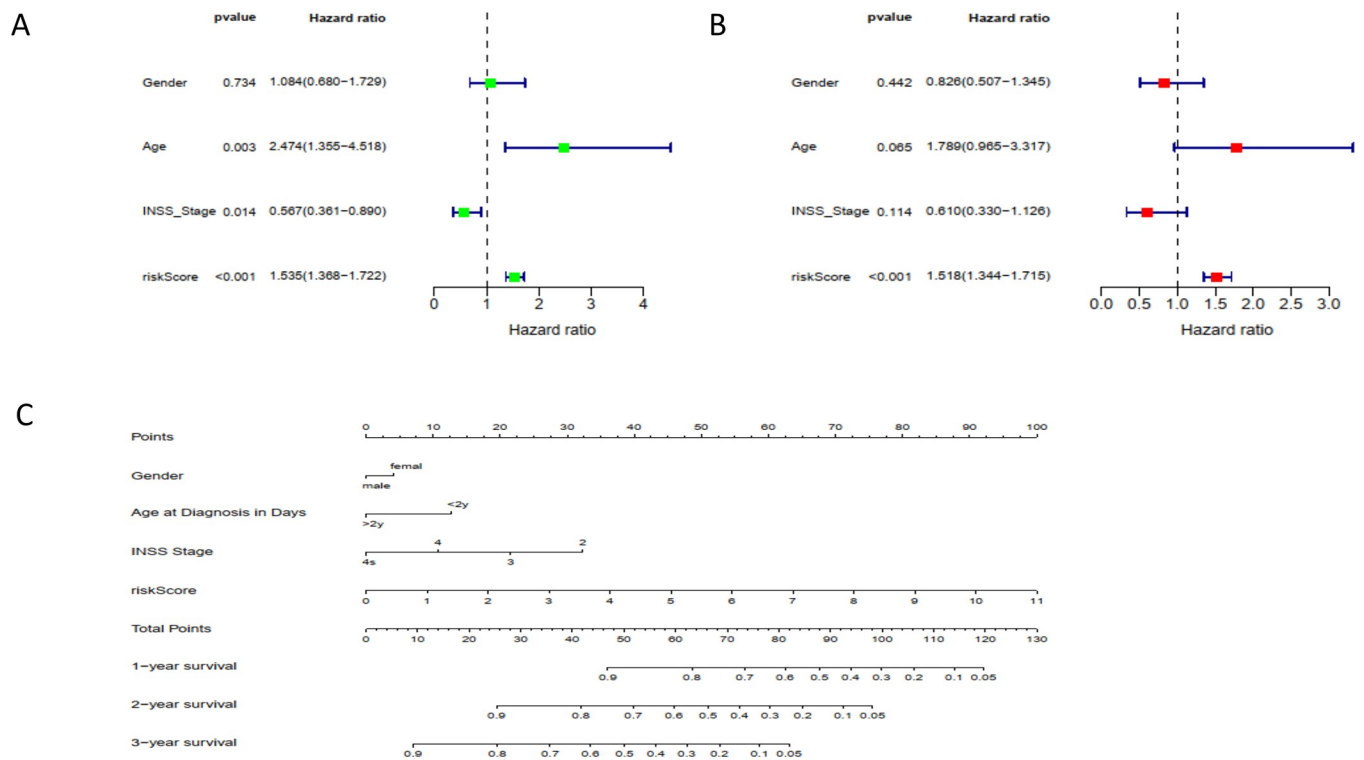 A
pvalue Hazard ratio
Gender 0.734 1.084(0.680−1.729)
Age 0.003 2.474(1.355−4.518)
INSS_Stage 0.014 0.567(0.361−0.890)
riskScore <0.001 1.535(1.368−1.722)
0 1 2 3 4
Hazard ratio
B
pvalue Hazard ratio
Gender 0.442 0.826(0.507−1.345)
Age 0.065 1.789(0.965−3.317)
INSS_Stage 0.114 0.610(0.330−1.126)
riskScore <0.001 1.518(1.344−1.715)
0.0 0.5 1.0 1.5 2.0 2.5 3.0
Hazard ratio
C
Points 0 10 20 30 40 50 60 70 80 90 100
Gender femal
male
Age at Diagnosis in Days <2y
>2y
INSS Stage 4 2
4s 3
riskScore
0 1 2 3 4 5 6 7 8 9 10 11
Total Points
0 10 20 30 40 50 60 70 80 90 100 110 120 130
1−year survival
0.9 0.8 0.7 0.6 0.5 0.4 0.3 0.2 0.1 0.05
2−year survival
0.9 0.8 0.7 0.6 0.5 0.4 0.3 0.2 0.1 0.05
3−year survival
0.9 0.8 0.7 0.6 0.5 0.4 0.3 0.2 0.1 0.05